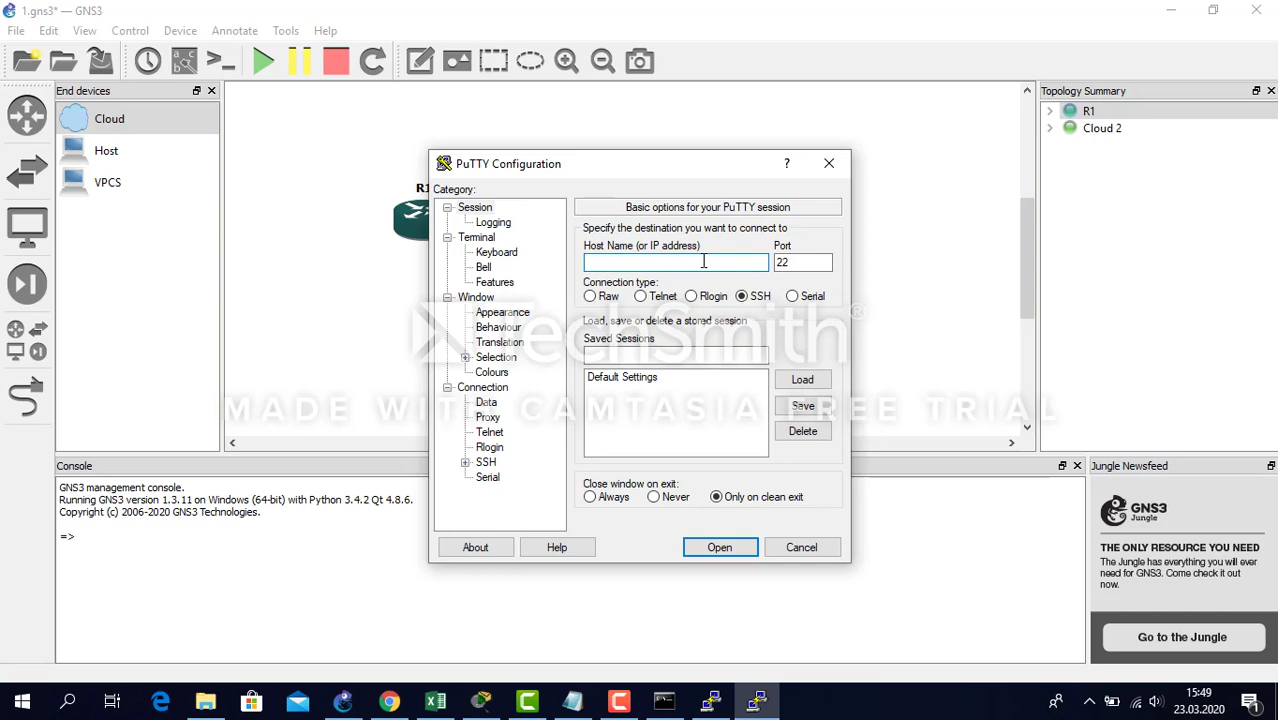 1.gns3* — GNS3
File Edit View Control Device Annotate Tools Help
End devices
Cloud
Host
VPCS
R1
Topology Summary
R1
Cloud 2
PuTTY Configuration
?
Category:
Session
Logging
Terminal
Keyboard
Bell
Features
Window
Appearance
Behaviour
Translation
Selection
Colours
Connection
Data
Proxy
Telnet
Rlogin
SSH
Serial
Basic options for your PuTTY session
Specify the destination you want to connect to
Host Name (or IP address) Port
22
Connection type:
Raw Telnet Rlogin SSH Serial
Load, save or delete a stored session
Saved Sessions
Default Settings
Load
Save
Delete
Close window on exit:
Always Never Only on clean exit
About Help Open Cancel
TechSmith®
MADE WITH CAMTASIA FREE TRIAL
Console
GNS3 management console.
Running GNS3 version 1.3.11 on Windows (64-bit) with Python 3.4.2 Qt 4.8.6.
Copyright (c) 2006-2020 GNS3 Technologies.
=>
Jungle Newsfeed
GNS3
Jungle
THE ONLY RESOURCE YOU NEED
The Jungle has everything you will ever
need for GNS3. Come check it out
now.
Go to the Jungle
15:49
23.03.2020
1